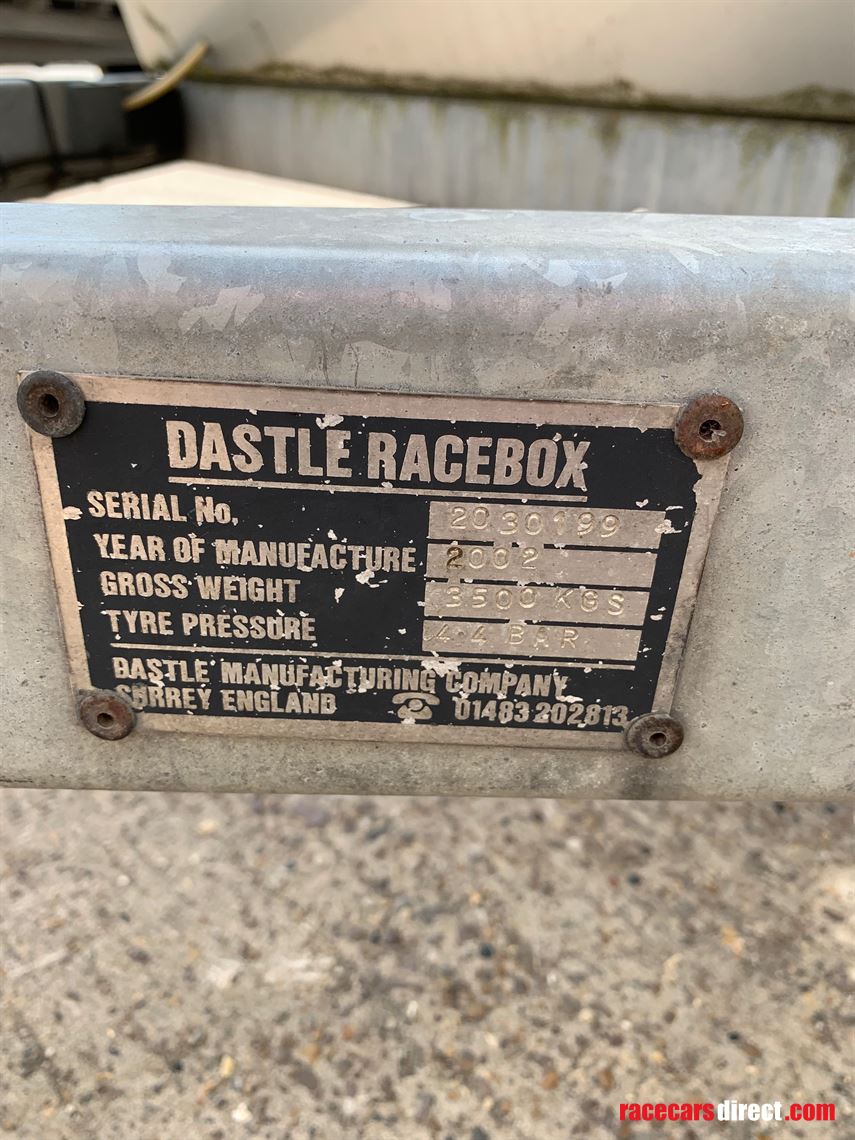 DASTLE RACEBOX
SERIAL No, 2030199
YEAR OF MANUFACTURE 2002
GROSS WEIGHT 3500 KGS
TYRE PRESSURE 4.4 BAR
DASTLE MANUFACTURING COMPANY
SURREY ENGLAND 01483 202813
racecarsdirect.com